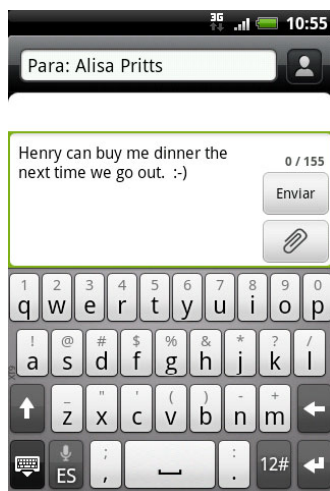 3G 10:55
Para: Alisa Pritts
Henry can buy me dinner the
next time we go out. :-)
0 / 155
Enviar
1 2 3 4 5 6 7 8 9 0
q w e r t y u i o p
! @ # $ % & * ? /
a s d f g h j k l
_ " ' ( ) - +
z x c v b n m
ES ; , : . 12#